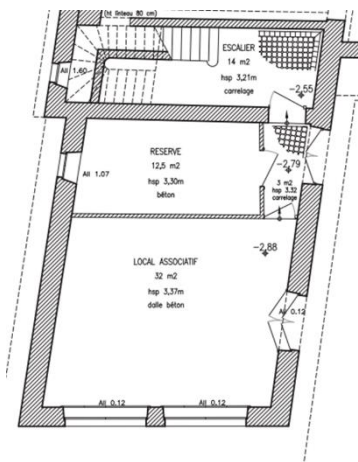 (ht linteau 80 cm)
ESCALIER
14 m2
hsp 3,21m
carrelage
All 1.60
-2,55
RESERVE
12,5 m2
hsp 3,30m
béton
All 1.07
-2,79
3 m2
hsp 3.32
carrelage
-2,88
LOCAL ASSOCIATIF
32 m2
hsp 3,37m
dalle béton
All 0.12
All 0.12
All 0.12